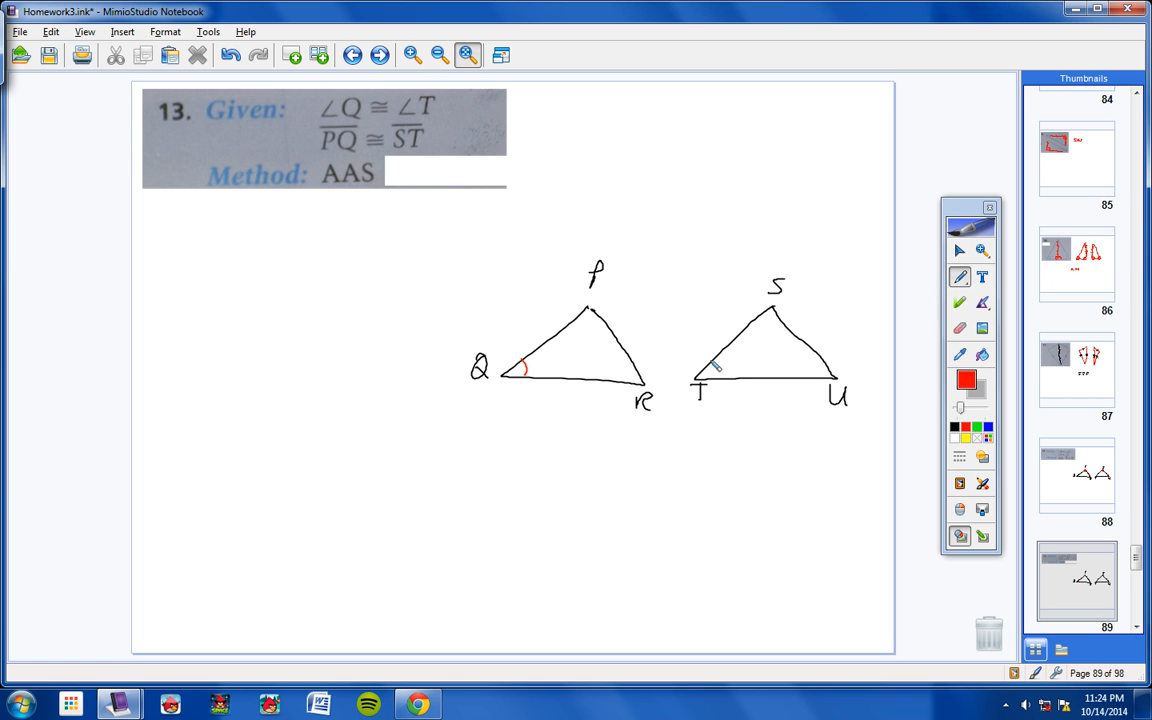 Homework3.ink* - MimioStudio Notebook
File Edit View Insert Format Tools Help
13. Given: ∠Q ≅ ∠T
PQ ≅ ST
Method: AAS
P
S
Q
R
T
U
T
Thumbnails
84
85
86
87
88
89
Page 89 of 98
11:24 PM
10/14/2014